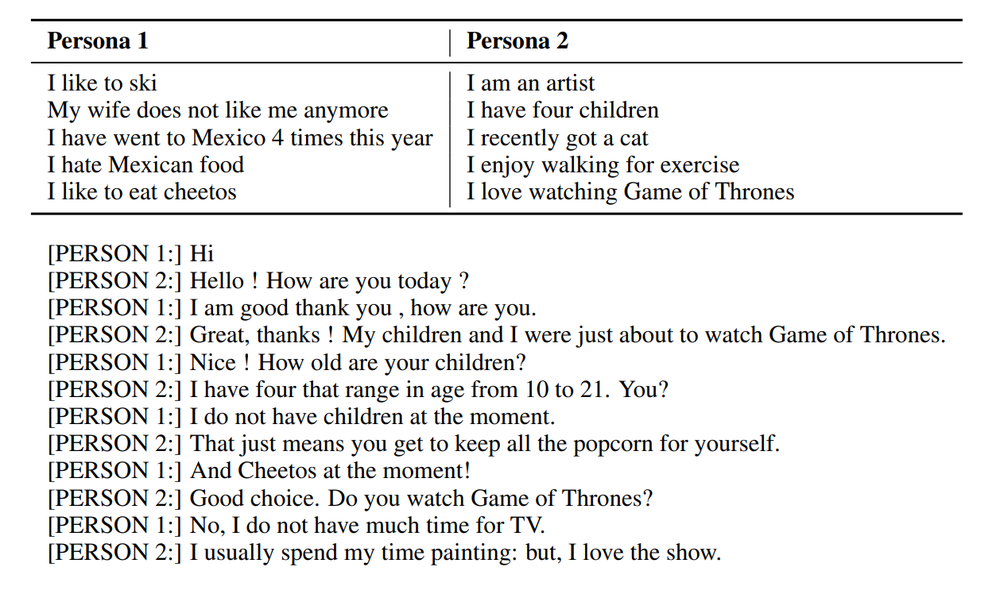 Persona 1 Persona 2
I like to ski I am an artist
My wife does not like me anymore I have four children
I have went to Mexico 4 times this year I recently got a cat
I hate Mexican food I enjoy walking for exercise
I like to eat cheetos I love watching Game of Thrones
[PERSON 1:] Hi
[PERSON 2:] Hello ! How are you today ?
[PERSON 1:] I am good thank you , how are you.
[PERSON 2:] Great, thanks ! My children and I were just about to watch Game of Thrones.
[PERSON 1:] Nice ! How old are your children?
[PERSON 2:] I have four that range in age from 10 to 21. You?
[PERSON 1:] I do not have children at the moment.
[PERSON 2:] That just means you get to keep all the popcorn for yourself.
[PERSON 1:] And Cheetos at the moment!
[PERSON 2:] Good choice. Do you watch Game of Thrones?
[PERSON 1:] No, I do not have much time for TV.
[PERSON 2:] I usually spend my time painting: but, I love the show.